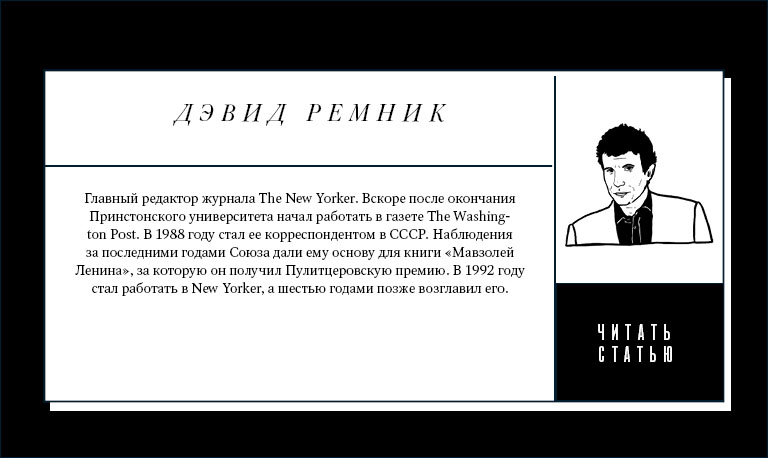 ДЭВИД РЕМНИК
Главный редактор журнала The New Yorker. Вскоре после окончания
Принстонского университета начал работать в газете The Washing-
ton Post. В 1988 году стал ее корреспондентом в СССР. Наблюдения
за последними годами Союза дали ему основу для книги «Мавзолей
Ленина», за которую он получил Пулитцеровскую премию. В 1992 году
стал работать в New Yorker, а шестью годами позже возглавил его.
ЧИТАТЬ
СТАТЬЮ